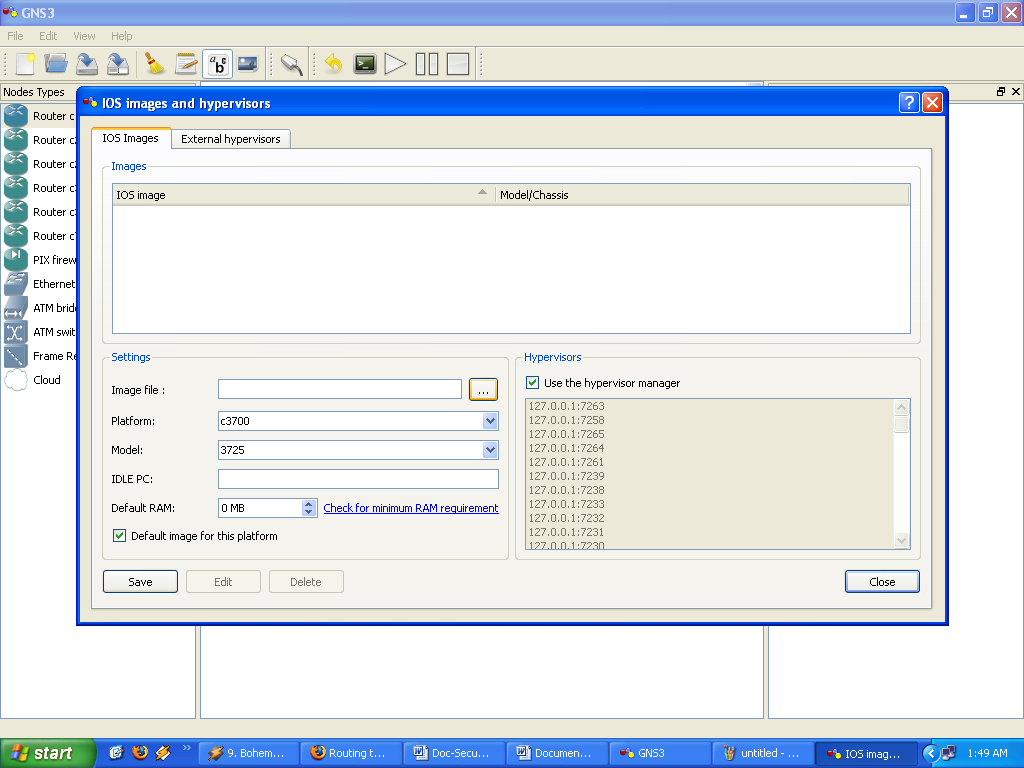 GNS3
File Edit View Help
Nodes Types
Router c
Router c2
Router c2
Router c3
Router c3
Router c7
PIX firew
Ethernet
ATM bridg
ATM swit
Frame Re
Cloud
IOS images and hypervisors
IOS Images External hypervisors
Images
IOS image Model/Chassis
Settings
Image file :
...
Platform: c3700
Model: 3725
IDLE PC:
Default RAM: 0 MB Check for minimum RAM requirement
Default image for this platform
Hypervisors
Use the hypervisor manager
127.0.0.1:7263
127.0.0.1:7258
127.0.0.1:7265
127.0.0.1:7264
127.0.0.1:7261
127.0.0.1:7239
127.0.0.1:7238
127.0.0.1:7233
127.0.0.1:7232
127.0.0.1:7231
127.0.0.1:7230
Save Edit Delete Close
start 9. Bohem... Routing t... Doc-Secu... Documen... GNS3 untitled - ... IOS imag... 1:49 AM